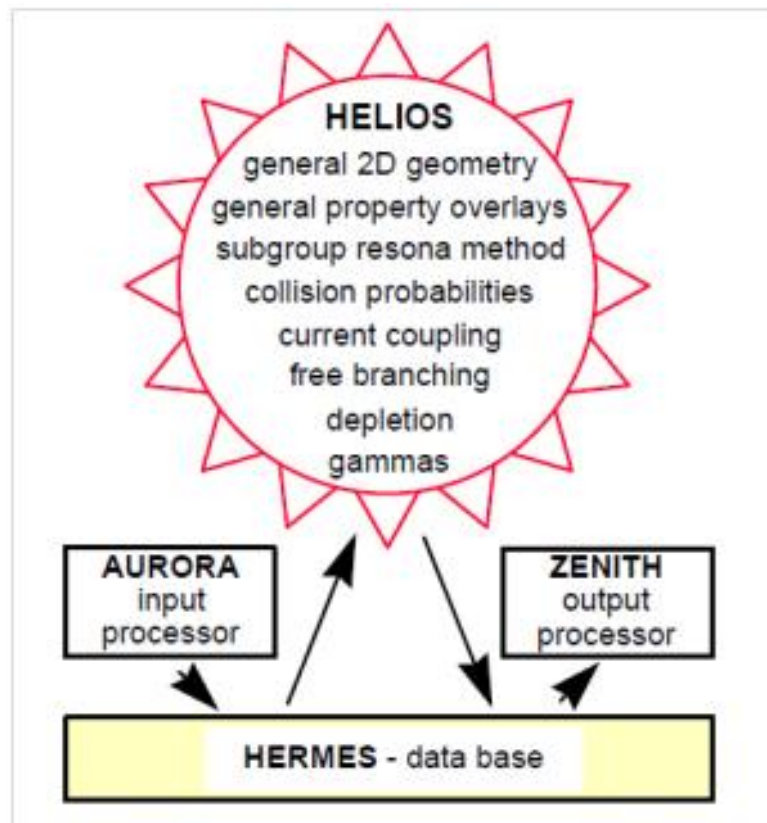 HELIOS
general 2D geometry
general property overlays
subgroup resona method
collision probabilities
current coupling
free branching
depletion
gammas
AURORA
input
processor
ZENITH
output
processor
HERMES - data base